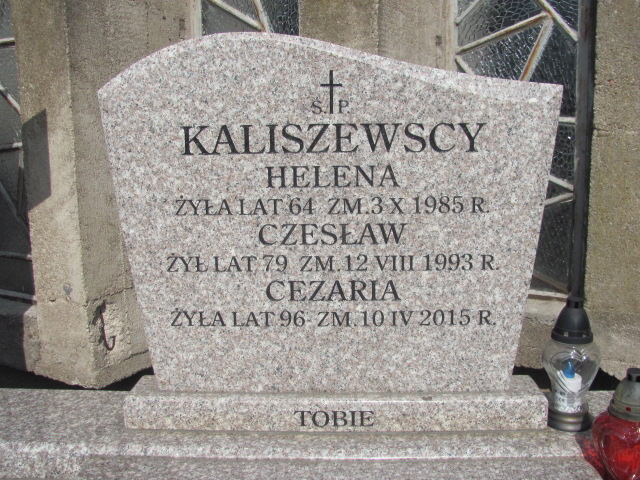 Ś.P.
KALISZEWSCY
HELENA
ŻYŁA LAT 64 ZM.3 X 1985 R.
CZESŁAW
ŻYŁ LAT 79 ZM.12 VIII 1993 R.
CEZARIA
ŻYŁA LAT 96 ZM.10 IV 2015 R.
TOBIE